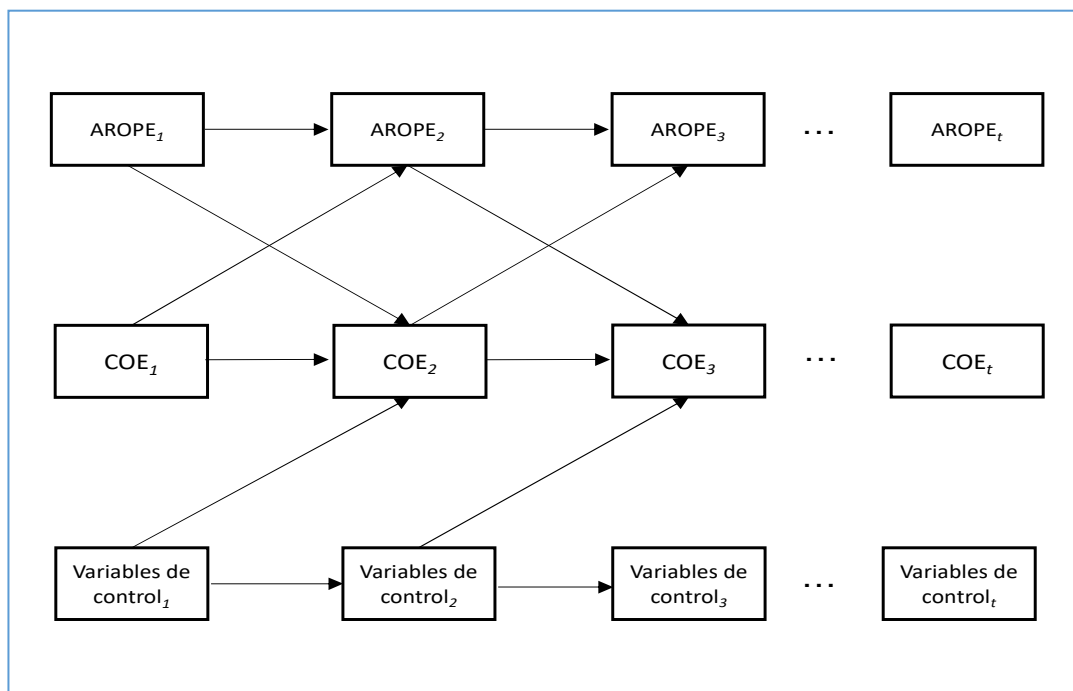 AROPE1 AROPE2 AROPE3 ... AROPEt
COE1 COE2 COE3 ... COEt
Variables de
control1
Variables de
control2
Variables de
control3
...
Variables de
controlt